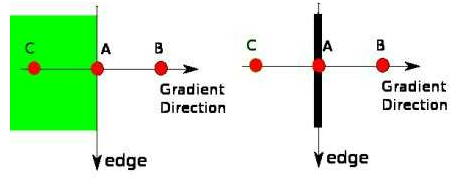 C A B
Gradient
Direction
edge
C A B
Gradient
Direction
edge